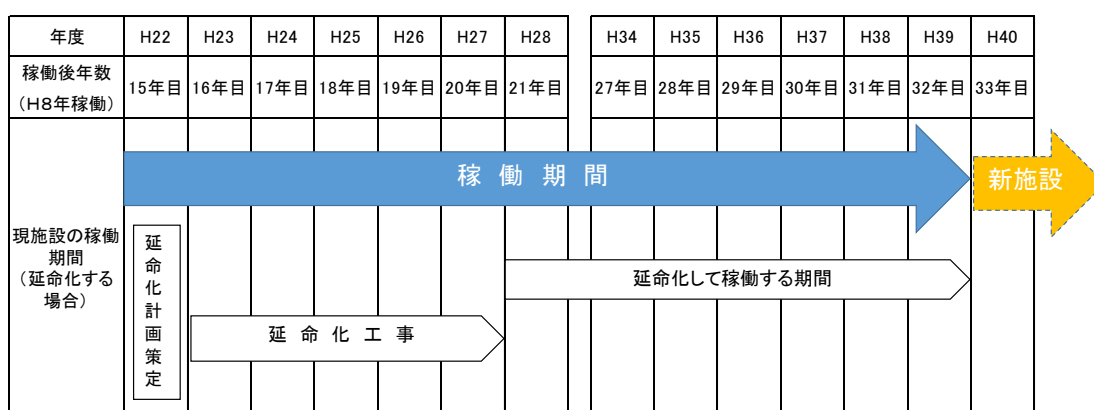 年度 H22 H23 H24 H25 H26 H27 H28 H34 H35 H36 H37 H38 H39 H40
稼働後年数
（H8年稼働）
15年目 16年目 17年目 18年目 19年目 20年目 21年目 27年目 28年目 29年目 30年目 31年目 32年目 33年目
稼働期間
新施設
現施設の稼働
期間
（延命化する
場合）
延命化計画策定
延命化して稼働する期間
延命化工事